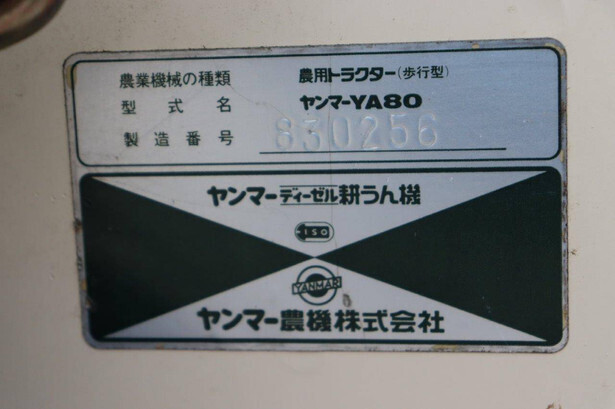 農業機械の種類 農用トラクター(歩行型)
型式名 ヤンマーYA80
製造番号 830256
ヤンマーディーゼル耕うん機
ISO
YANMAR
ヤンマー農機株式会社